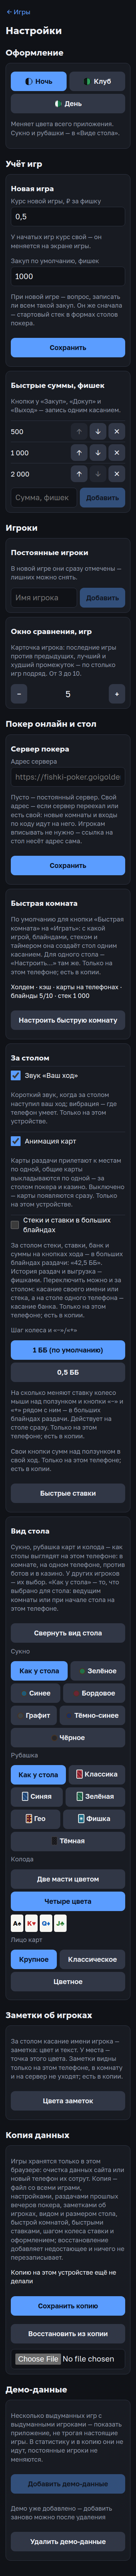 ← Игры
Настройки
Оформление
Ночь
Клуб
День
Меняет цвета всего приложения.
Сукно и рубашки — в «Виде стола».
Учёт игр
Новая игра
Курс новой игры, ₽ за фишку
0,5
У начатых игр курс свой — он
меняется на экране игры.
Закуп по умолчанию, фишек
1000
При новой игре — вопрос, записать
ли всем такой закуп. Он же сначала
— стартовый стек в формах столов
покера.
Сохранить
Быстрые суммы, фишек
Кнопки у «Закуп», «Докуп» и
«Выход» — запись одним касанием.
500
↑ ↓ ✕
1 000
↑ ↓ ✕
2 000
↑ ↓ ✕
Сумма, фишек
Добавить
Игроки
Постоянные игроки
В новой игре они сразу отмечены —
лишних можно снять.
Имя игрока
Добавить
Окно сравнения, игр
Карточка игрока: последние игры
против предыдущих, лучший и
худший промежуток — по столько
игр подряд. От 3 до 10.
− 5 +
Покер онлайн и стол
Сервер покера
Адрес сервера
https://fishki-poker.goigolde
Пусто — постоянный сервер. Свой
адрес — если сервер переехал или
есть свой: новые комнаты и входы
по коду идут на него. Игрокам
вписывать не нужно — ссылка на
стол несёт адрес сама.
Сохранить
Быстрая комната
По умолчанию для кнопки «Быстрая
комната» на «Играть»: с какой
игрой, блайндами, стеком и
таймером она создаёт стол одним
касанием. Для одного стола —
«Настроить…» там же. Только на
этом телефоне; есть в копии.
Холдем · кэш · карты на телефонах ·
блайнды 5/10 · стек 1 000
Настроить быструю комнату
За столом
Звук «Ваш ход»
Короткий звук, когда за столом
наступил ваш ход; вибрация — где
телефон умеет. Только на этом
устройстве.
Анимация карт
Карты раздачи прилетают к местам
по одной, общие карты
выкладываются по одной — за
столом покера и казино. Выключено
— карты появляются сразу. Только
на этом устройстве.
Стеки и ставки в больших
блайндах
За столом стеки, ставки, банк и
суммы на кнопках хода — в больших
блайндах раздачи: «42,5 ББ».
История раздач и выгрузка —
фишками. Переключить можно и за
столом: касание своего имени или
стека, а на столе одного телефона —
касание банка. Только на этом
телефоне; есть в копии.
Шаг колеса и «−»/«+»
1 ББ (по умолчанию)
0,5 ББ
На сколько меняют ставку колесо
мыши над ползунком и кнопки «−» и
«+» рядом с ним — в больших
блайндах раздачи. Действует на
столе сразу. Только на этом
телефоне; есть в копии.
Свои кнопки сумм над ползунком в
свой ход. Только на этом телефоне;
есть в копии.
Быстрые ставки
Вид стола
Сукно, рубашка карт и колода — как
столы выглядят на этом телефоне: в
комнате, на одном телефоне, против
ботов и в казино. У других игроков
— их выбор. «Как у стола» — то, что
выбрано для стола: ведущим
комнаты или при начале стола на
этом телефоне.
Свернуть вид стола
Сукно
Как у стола
Зелёное
Синее
Бордовое
Графит
Тёмно-синее
Чёрное
Рубашка
Как у стола
Классика
Синяя
Зелёная
Гео
Фишка
Тёмная
Колода
Две масти цветом
Четыре цвета
A♠ K♥ Q♦ J♣
Лицо карт
Крупное
Классическое
Цветное
Заметки об игроках
За столом касание имени игрока —
заметка: цвет и текст. У места —
точка этого цвета. Заметки видны
только на этом телефоне, в комнату
и на сервер не уходят; есть в копии.
Цвета заметок
Копия данных
Игры хранятся только в этом
браузере: очистка данных сайта или
новый телефон их сотрут. Копия —
файл со всеми играми,
настройками, раздачами прошлых
вечеров покера, заметками об
игроках, видом и размером стола,
быстрой комнатой, быстрыми
ставками, шагом колеса ставки и
оформлением; восстановление
добавляет недостающее и ничего не
перезаписывает.
Копию на этом устройстве ещё не
делали
Сохранить копию
Восстановить из копии
Choose File No file chosen
Демо-данные
Несколько выдуманных игр с
выдуманными игроками — показать
приложение, не трогая настоящие
игры. В статистику и в копию они не
идут, постоянные игроки не
меняются.
Добавить демо-данные
Демо уже добавлено — добавить
заново можно после удаления
Удалить демо-данные